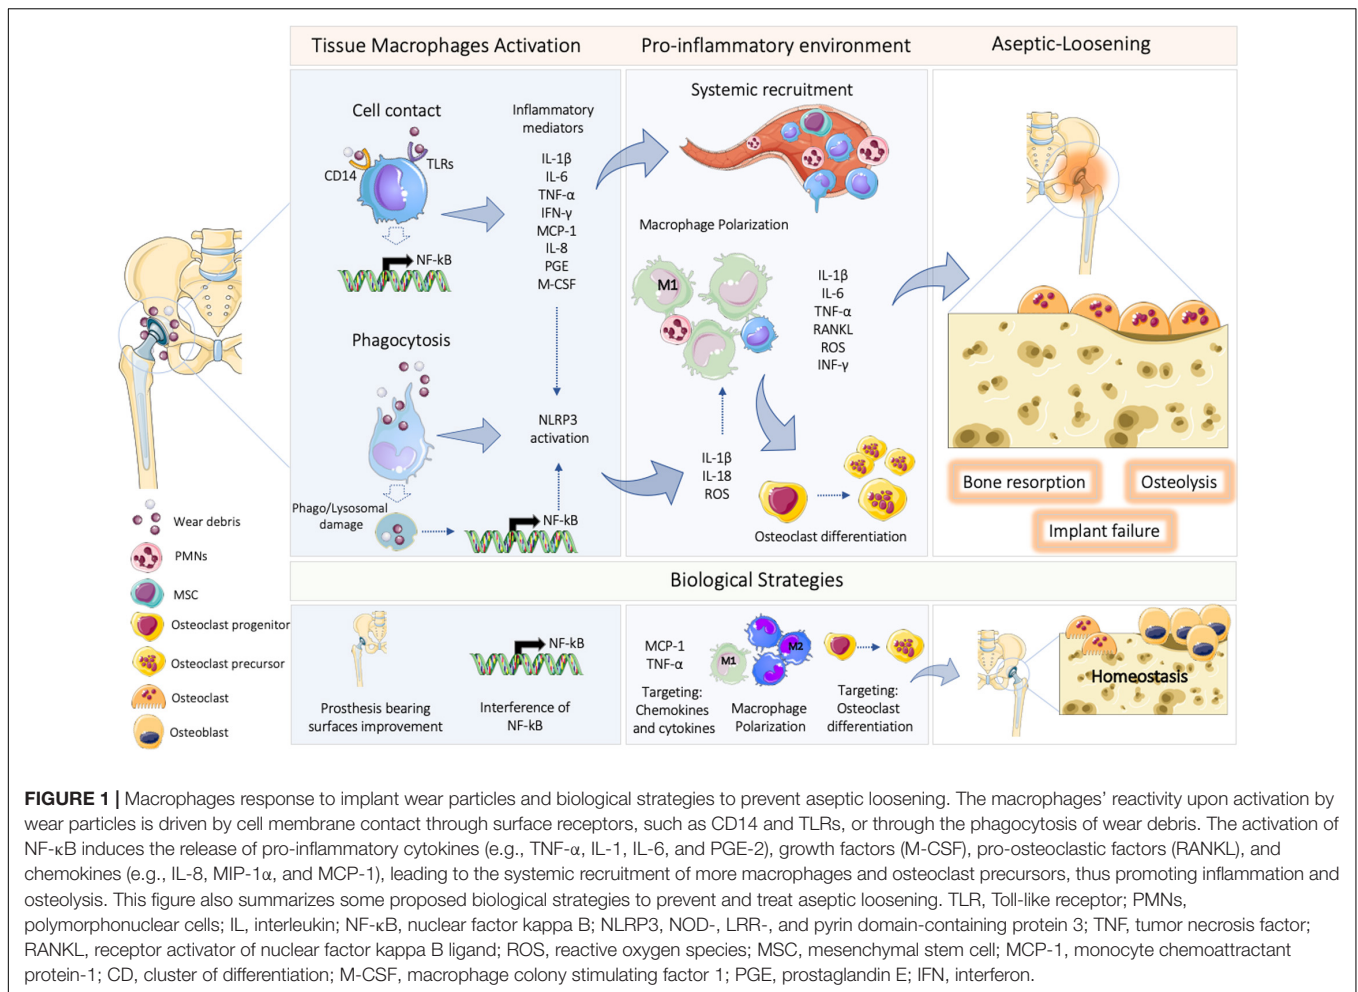 Tissue Macrophages Activation
Pro-inflammatory environment
Aseptic-Loosening
Cell contact
CD14
TLRs
NF-kB
Inflammatory
mediators
IL-1β
IL-6
TNF-α
IFN-γ
MCP-1
IL-8
PGE
M-CSF
Phagocytosis
NLRP3
activation
Phago/Lysosomal
damage
NF-kB
Systemic recruitment
Macrophage Polarization
M1
IL-1β
IL-6
TNF-α
RANKL
ROS
INF-γ
IL-1β
IL-18
ROS
Osteoclast differentiation
Bone resorption
Osteolysis
Implant failure
Wear debris
PMNs
MSC
Osteoclast progenitor
Osteoclast precursor
Osteoclast
Osteoblast
Biological Strategies
Prosthesis bearing
surfaces improvement
NF-kB
Interference of
NF-kB
MCP-1
TNF-α
Targeting:
Chemokines
and cytokines
M1
M2
Macrophage
Polarization
Targeting:
Osteoclast
differentiation
Homeostasis
FIGURE 1 | Macrophages response to implant wear particles and biological strategies to prevent aseptic loosening. The macrophages' reactivity upon activation by
wear particles is driven by cell membrane contact through surface receptors, such as CD14 and TLRs, or through the phagocytosis of wear debris. The activation of
NF-κB induces the release of pro-inflammatory cytokines (e.g., TNF-α, IL-1, IL-6, and PGE-2), growth factors (M-CSF), pro-osteoclastic factors (RANKL), and
chemokines (e.g., IL-8, MIP-1α, and MCP-1), leading to the systemic recruitment of more macrophages and osteoclast precursors, thus promoting inflammation and
osteolysis. This figure also summarizes some proposed biological strategies to prevent and treat aseptic loosening. TLR, Toll-like receptor; PMNs,
polymorphonuclear cells; IL, interleukin; NF-κB, nuclear factor kappa B; NLRP3, NOD-, LRR-, and pyrin domain-containing protein 3; TNF, tumor necrosis factor;
RANKL, receptor activator of nuclear factor kappa B ligand; ROS, reactive oxygen species; MSC, mesenchymal stem cell; MCP-1, monocyte chemoattractant
protein-1; CD, cluster of differentiation; M-CSF, macrophage colony stimulating factor 1; PGE, prostaglandin E; IFN, interferon.